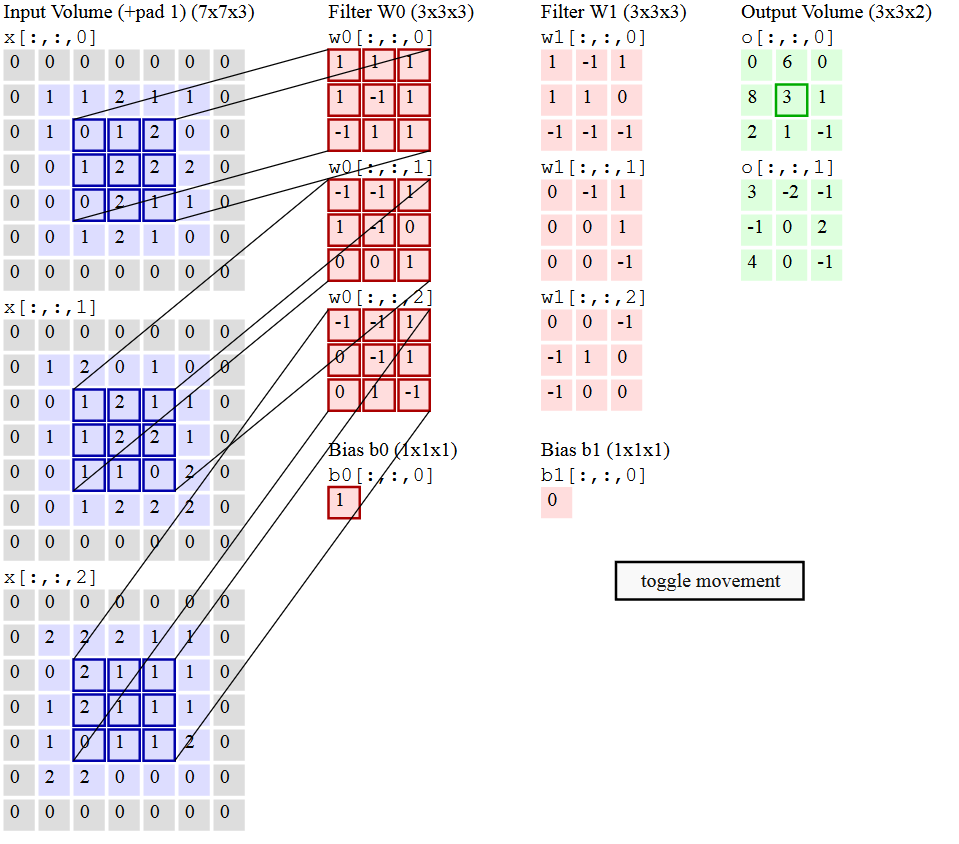 Input Volume (+pad 1) (7x7x3)
x[:,:,0]
0 0 0 0 0 0 0
0 1 1 2 1 1 0
0 1 0 1 2 0 0
0 0 1 2 2 2 0
0 0 0 2 1 1 0
0 0 1 2 1 0 0
0 0 0 0 0 0 0
x[:,:,1]
0 0 0 0 0 0 0
0 1 2 0 1 0 0
0 0 1 2 1 1 0
0 1 1 2 2 1 0
0 0 1 1 0 2 0
0 0 1 2 2 2 0
0 0 0 0 0 0 0
x[:,:,2]
0 0 0 0 0 0 0
0 2 2 2 1 1 0
0 0 2 1 1 1 0
0 1 2 1 1 1 0
0 1 0 1 1 2 0
0 2 2 0 0 0 0
0 0 0 0 0 0 0
Filter W0 (3x3x3)
w0[:,:,0]
1 1 1
1 -1 1
-1 1 1
w0[:,:,1]
-1 -1 1
1 -1 0
0 0 1
w0[:,:,2]
-1 -1 1
0 -1 1
0 1 -1
Bias b0 (1x1x1)
b0[:,:,0]
1
Filter W1 (3x3x3)
w1[:,:,0]
1 -1 1
1 1 0
-1 -1 -1
w1[:,:,1]
0 -1 1
0 0 1
0 0 -1
w1[:,:,2]
0 0 -1
-1 1 0
-1 0 0
Bias b1 (1x1x1)
b1[:,:,0]
0
Output Volume (3x3x2)
o[:,:,0]
0 6 0
8 3 1
2 1 -1
o[:,:,1]
3 -2 -1
-1 0 2
4 0 -1
toggle movement